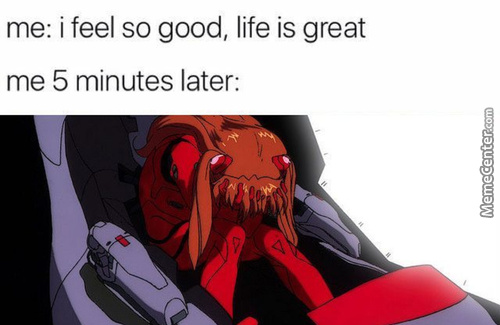 me: i feel so good, life is great
me 5 minutes later:
MemeCenter.com